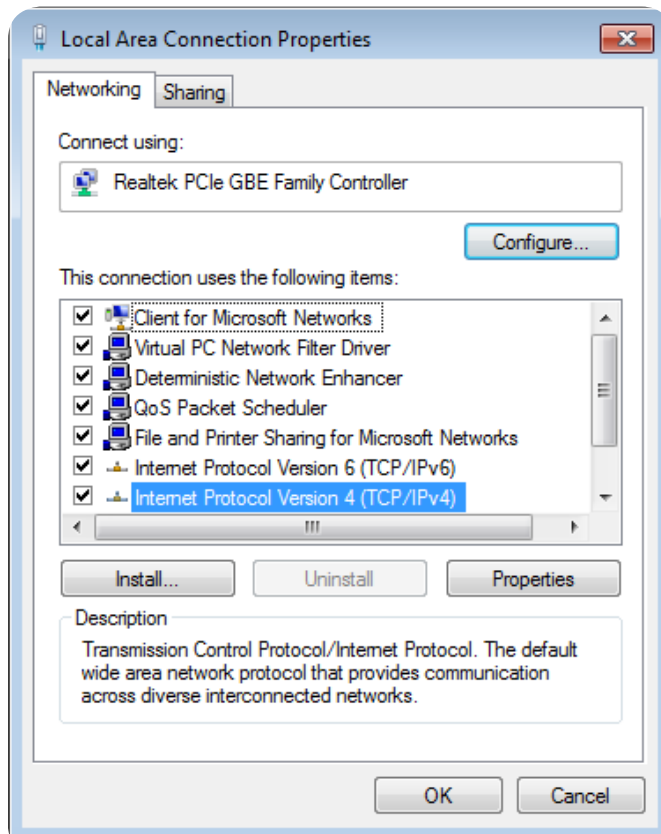 Local Area Connection Properties
Networking
Sharing
Connect using:
Realtek PCIe GBE Family Controller
Configure...
This connection uses the following items:
Client for Microsoft Networks
Virtual PC Network Filter Driver
Deterministic Network Enhancer
QoS Packet Scheduler
File and Printer Sharing for Microsoft Networks
Internet Protocol Version 6 (TCP/IPv6)
Internet Protocol Version 4 (TCP/IPv4)
Install...
Uninstall
Properties
Description
Transmission Control Protocol/Internet Protocol. The default
wide area network protocol that provides communication
across diverse interconnected networks.
OK
Cancel